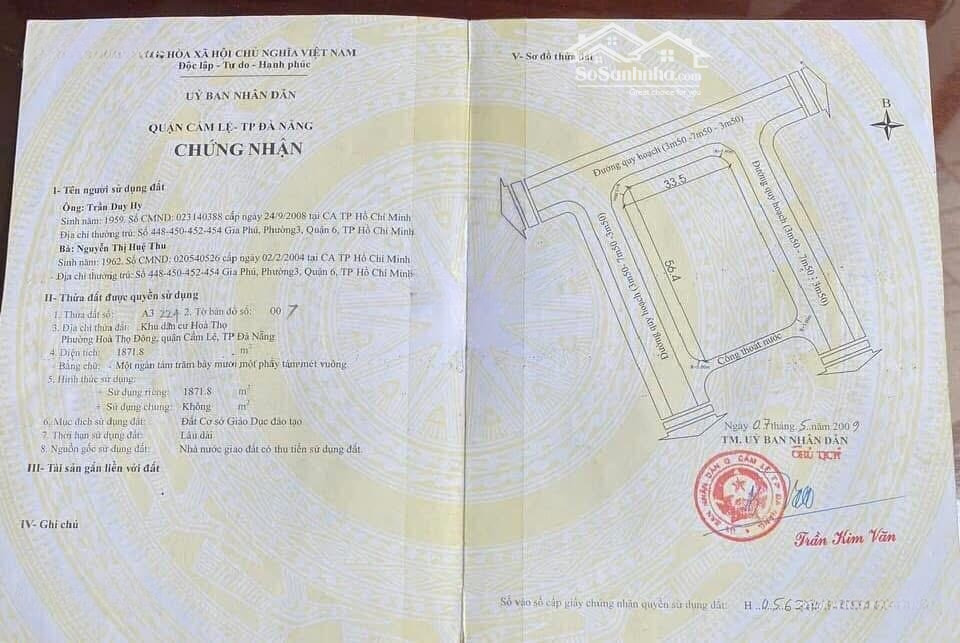 HÒA XÃ HỘI CHỦ NGHĨA VIỆT NAM
Độc lập - Tự do - Hạnh phúc
UỶ BAN NHÂN DÂN
QUẬN CẨM LỆ- TP ĐÀ NẴNG
CHỨNG NHẬN
I- Tên người sử dụng đất
Ông: Trần Duy Hy
Sinh năm: 1959. Số CMND: 023140388 cấp ngày 24/9/2008 tại CA TP Hồ Chí Minh
Địa chỉ thường trú: Số 448-450-452-454 Gia Phú, Phường3, Quận 6, TP Hồ Chí Minh
Bà: Nguyễn Thị Huệ Thu
Sinh năm: 1962. Số CMND: 020540526 cấp ngày 02/2/2004 tại CA TP Hồ Chí Minh
Địa chỉ thường trú: Số 448-450-452-454 Gia Phú, Phường3, Quận 6, TP Hồ Chí Minh
II- Thửa đất được quyền sử dụng
1. Thửa đất số: A3 224 2. Tờ bản đồ số: 00 7
3. Địa chỉ thửa đất: Khu dân cư Hoà Thọ
Phường Hoà Thọ Đông, quận Cẩm Lệ, TP Đà Nẵng
4. Diện tích: 1871.8 m²
Bằng chữ: Một ngàn tám trăm bảy mươi một phẩy tám mét vuông
5. Hình thức sử dụng:
+ Sử dụng riêng: 1871.8 m²
+ Sử dụng chung: Không m²
6. Mục đích sử dụng đất: Đất Cơ sở Giáo Dục đào tạo
7. Thời hạn sử dụng đất: Lâu dài
8. Nguồn gốc sử dụng đất: Nhà nước giao đất có thu tiền sử dụng đất.
III- Tài sản gắn liền với đất
IV- Ghi chú
V- Sơ đồ thửa đất
SoSanhnha.com
Great choice for you
B
Đường quy hoạch (3m50 -7m50 - 3m50)
33.5
Đường quy hoạch (3m50 - 7m50 - 3m50)
Đường quy hoạch (3m50- 7m50 -3m50)
56.4
Cống thoát nước
Ngày 07 tháng 5 năm 2009
TM. UỶ BAN NHÂN DÂN
CHỦ TỊCH
Trần Kim Văn
Số vào sổ cấp giấy chứng nhận quyền sử dụng đất: H